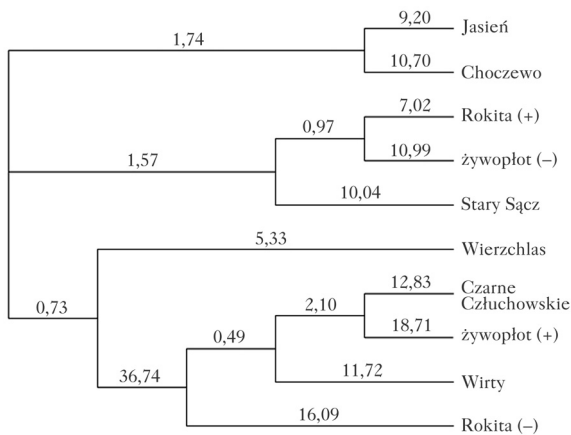 9,20 Jasień
1,74
10,70 Choczewo
7,02 Rokita (+)
0,97
10,99 żywopłot (–)
1,57
10,04 Stary Sącz
5,33 Wierzchlas
12,83 Czarne
Człuchowskie
2,10
0,73
18,71 żywopłot (+)
0,49
36,74
11,72 Wirty
16,09 Rokita (–)